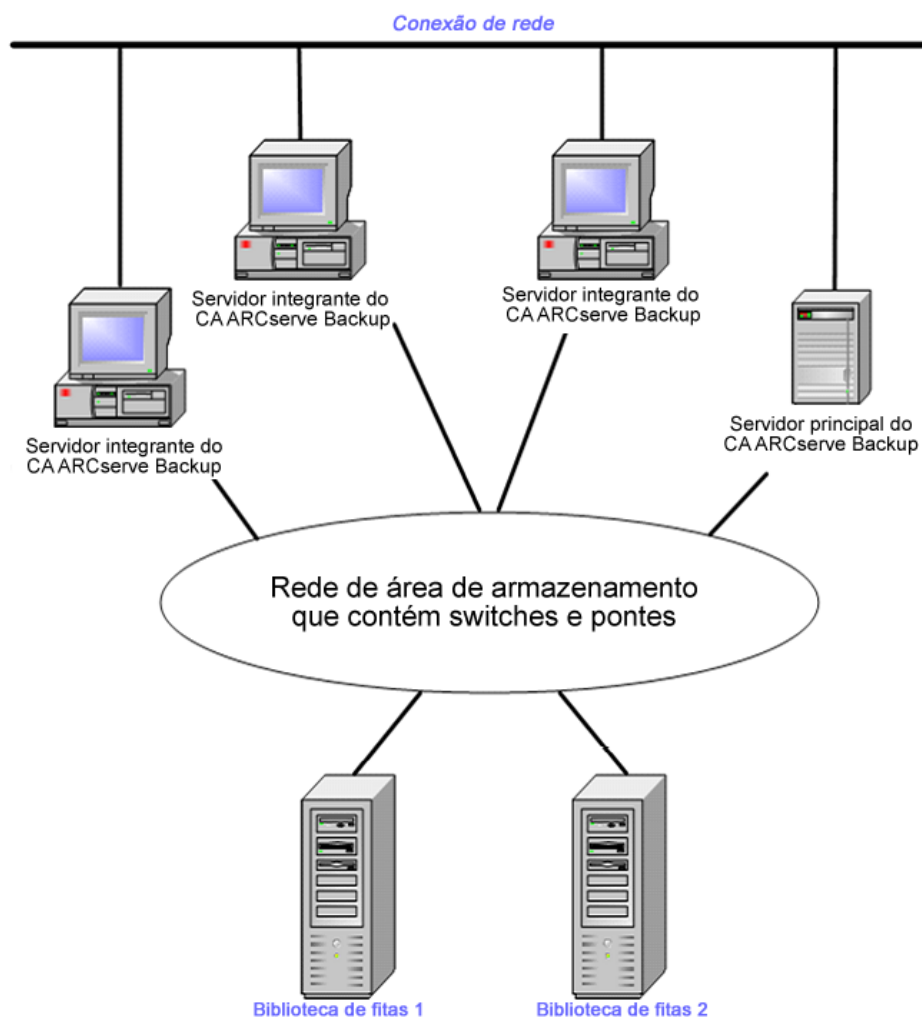 Conexão de rede
Servidor integrante do
CA ARCserve Backup
Servidor integrante do
CA ARCserve Backup
Servidor integrante do
CA ARCserve Backup
Servidor principal do
CA ARCserve Backup
Rede de área de armazenamento
que contém switches e pontes
Biblioteca de fitas 1
Biblioteca de fitas 2